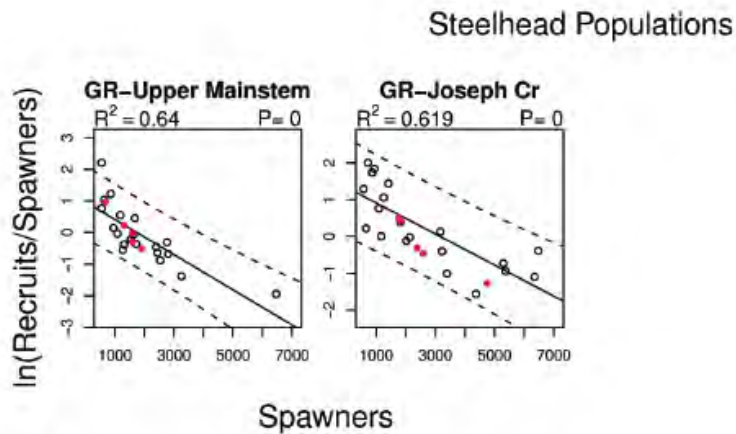 Steelhead Populations
GR–Upper Mainstem
R² = 0.64 P= 0
ln(Recruits/Spawners)
3
2
1
0
-1
-2
-3
1000 3000 5000 7000
GR–Joseph Cr
R² = 0.619 P= 0
2
1
0
-1
-2
1000 3000 5000 7000
Spawners